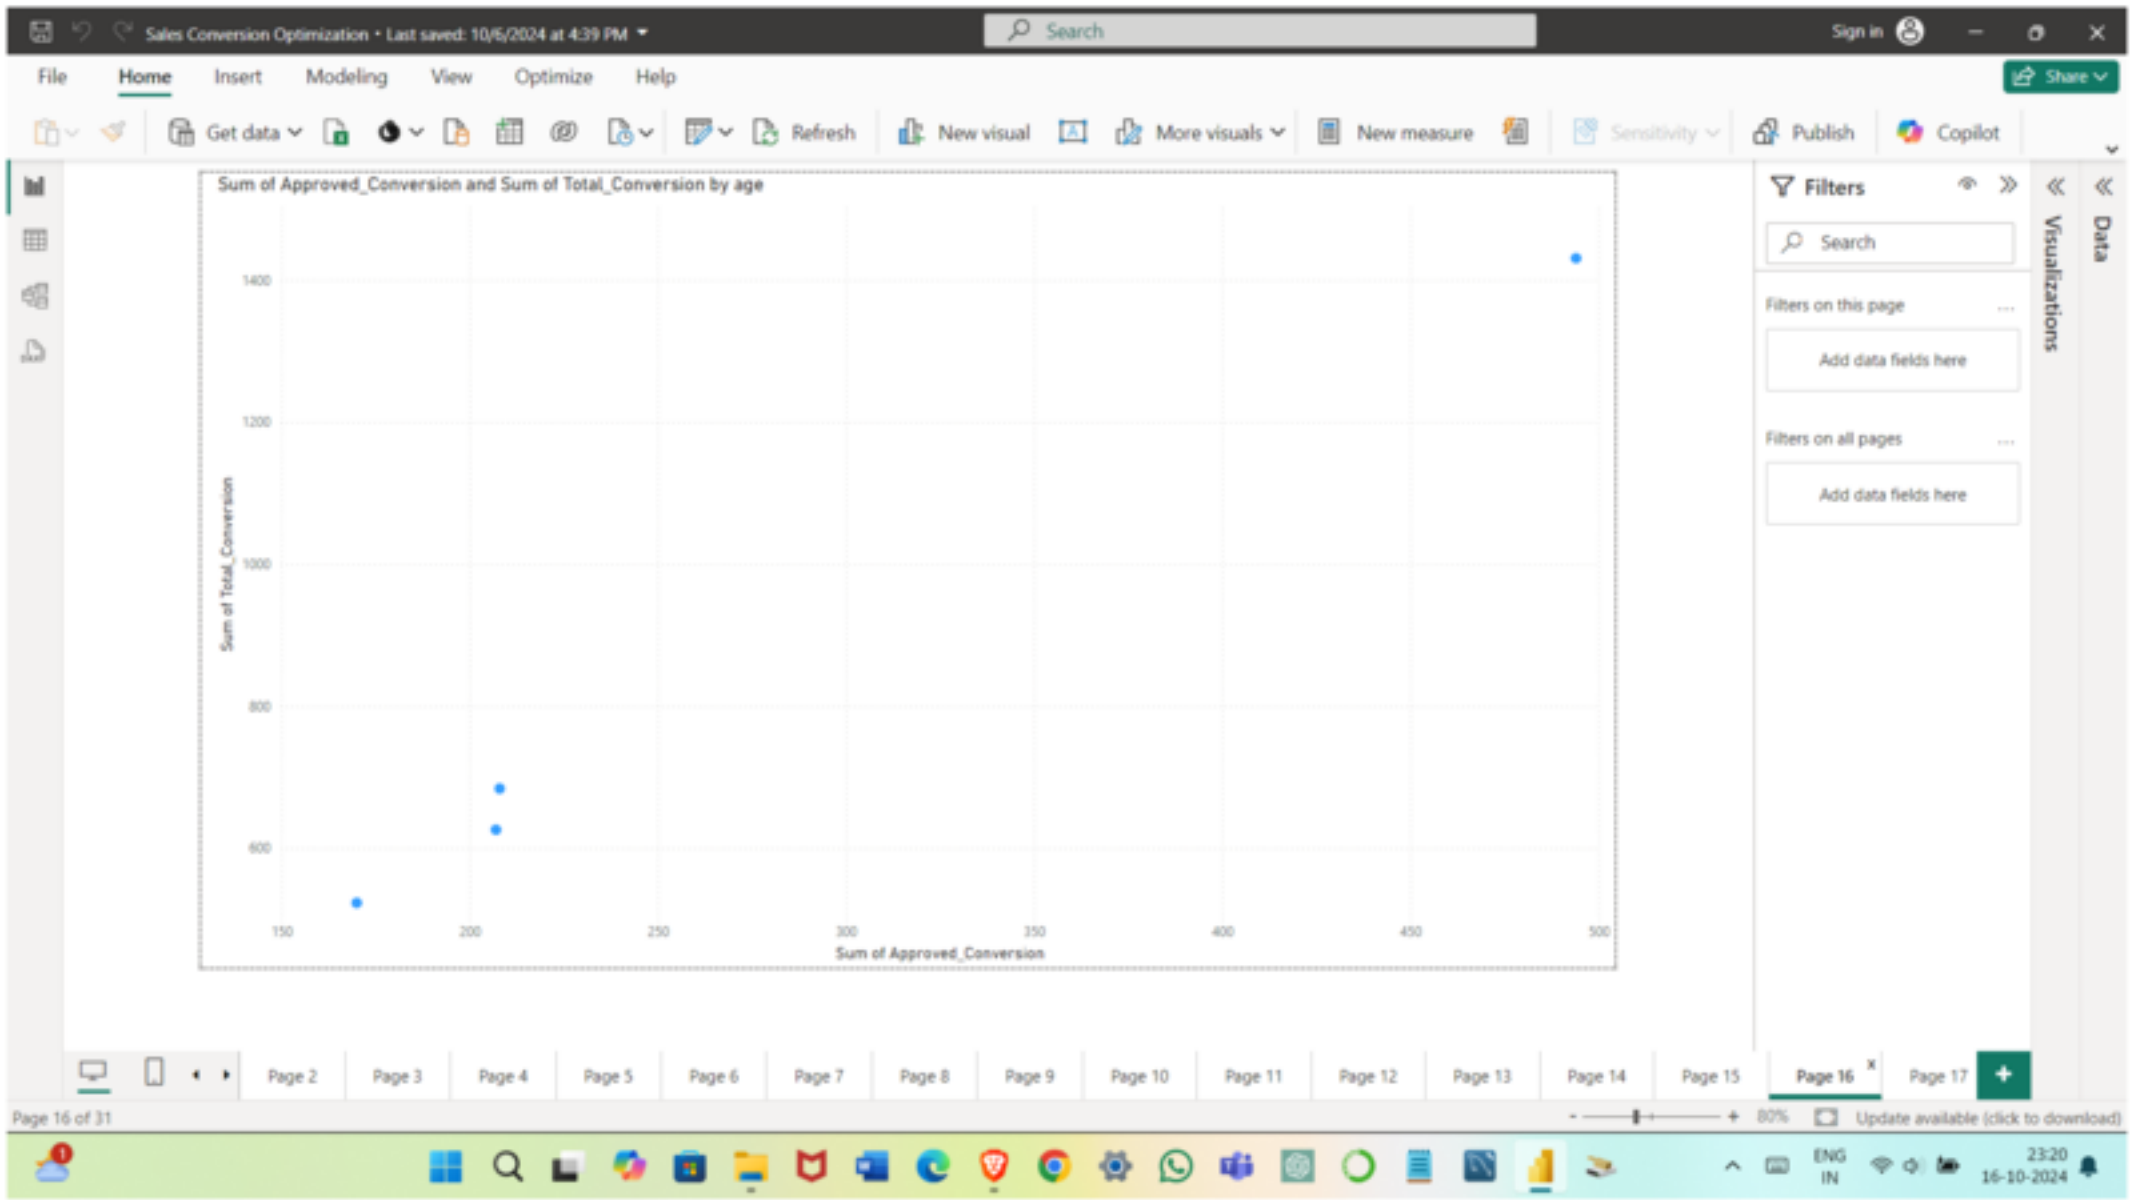 Sales Conversion Optimization • Last saved: 10/6/2024 at 4:39 PM
Search
Sign in
File Home Insert Modeling View Optimize Help
Share
Get data
Refresh
New visual
More visuals
New measure
Sensitivity
Publish
Copilot
Sum of Approved_Conversion and Sum of Total_Conversion by age
1400
1200
1000
800
600
Sum of Total_Conversion
150 200 250 300 350 400 450 500
Sum of Approved_Conversion
Filters
Search
Filters on this page
Add data fields here
Filters on all pages
Add data fields here
Visualizations
Data
Page 2 Page 3 Page 4 Page 5 Page 6 Page 7 Page 8 Page 9 Page 10 Page 11 Page 12 Page 13 Page 14 Page 15 Page 16 Page 17
Page 16 of 31
80%
Update available (click to download)
1
ENG
IN
23:20
16-10-2024